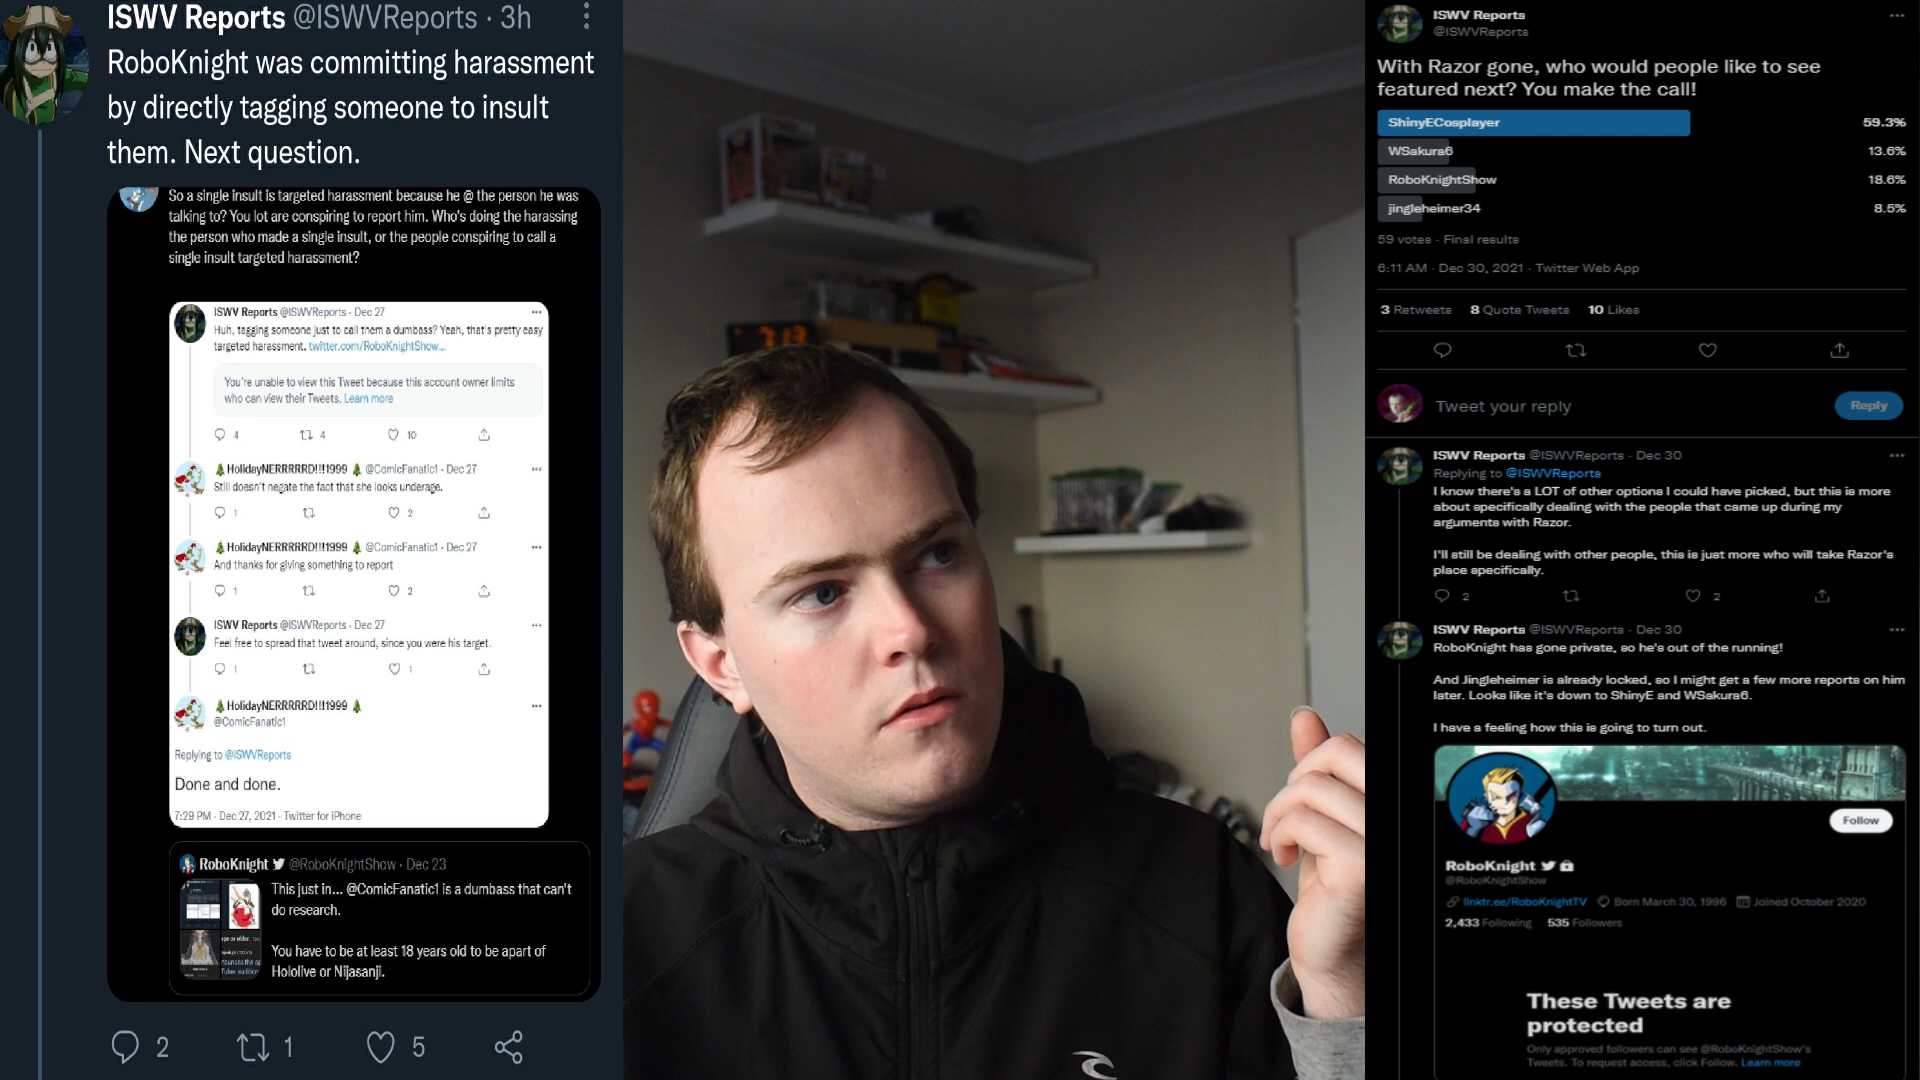 ISWV Reports @ISWVReports · 3h
RoboKnight was committing harassment
by directly tagging someone to insult
them. Next question.
So a single insult is targeted harassment because he @ the person he was
talking to? You lot are conspiring to report him. Who's doing the harassing
the person who made a single insult, or the people conspiring to call a
single insult targeted harassment?
ISWV Reports @ISWVReports · Dec 27
Huh, tagging someone just to call them a dumbass? Yeah, that's pretty easy
targeted harassment. twitter.com/RoboKnightShow...
You're unable to view this Tweet because this account owner limits
who can view their Tweets. Learn more
4 4 10
HolidayNERRRRRD!!!1999 @ComicFanatic1 · Dec 27
Still doesn't negate the fact that she looks underage.
1 2
HolidayNERRRRRD!!!1999 @ComicFanatic1 · Dec 27
And thanks for giving something to report
1 2
ISWV Reports @ISWVReports · Dec 27
Feel free to spread that tweet around, since you were his target.
1 1
HolidayNERRRRRD!!!1999
@ComicFanatic1
Replying to @ISWVReports
Done and done.
7:29 PM · Dec 27, 2021 · Twitter for iPhone
RoboKnight @RoboKnightShow · Dec 23
This just in... @ComicFanatic1 is a dumbass that can't
do research.
You have to be at least 18 years old to be apart of
Hololive or Nijasanji.
2 1 5
7:13
ISWV Reports
@ISWVReports
With Razor gone, who would people like to see
featured next? You make the call!
ShinyECosplayer 59.3%
WSakura6 13.6%
RoboKnightShow 18.6%
jingleheimer34 8.5%
59 votes · Final results
6:11 AM · Dec 30, 2021 · Twitter Web App
3 Retweets 8 Quote Tweets 10 Likes
Tweet your reply
Reply
ISWV Reports @ISWVReports · Dec 30
Replying to @ISWVReports
I know there's a LOT of other options I could have picked, but this is more
about specifically dealing with the people that came up during my
arguments with Razor.
I'll still be dealing with other people, this is just more who will take Razor's
place specifically.
2 2
ISWV Reports @ISWVReports · Dec 30
RoboKnight has gone private, so he's out of the running!
And Jingleheimer is already locked, so I might get a few more reports on him
later. Looks like it's down to ShinyE and WSakura6.
I have a feeling how this is going to turn out.
Follow
RoboKnight
@RoboKnightShow
linktr.ee/RoboKnightTV Born March 30, 1996 Joined October 2020
2,433 Following 535 Followers
These Tweets are
protected
Only approved followers can see @RoboKnightShow's
Tweets. To request access, click Follow. Learn more